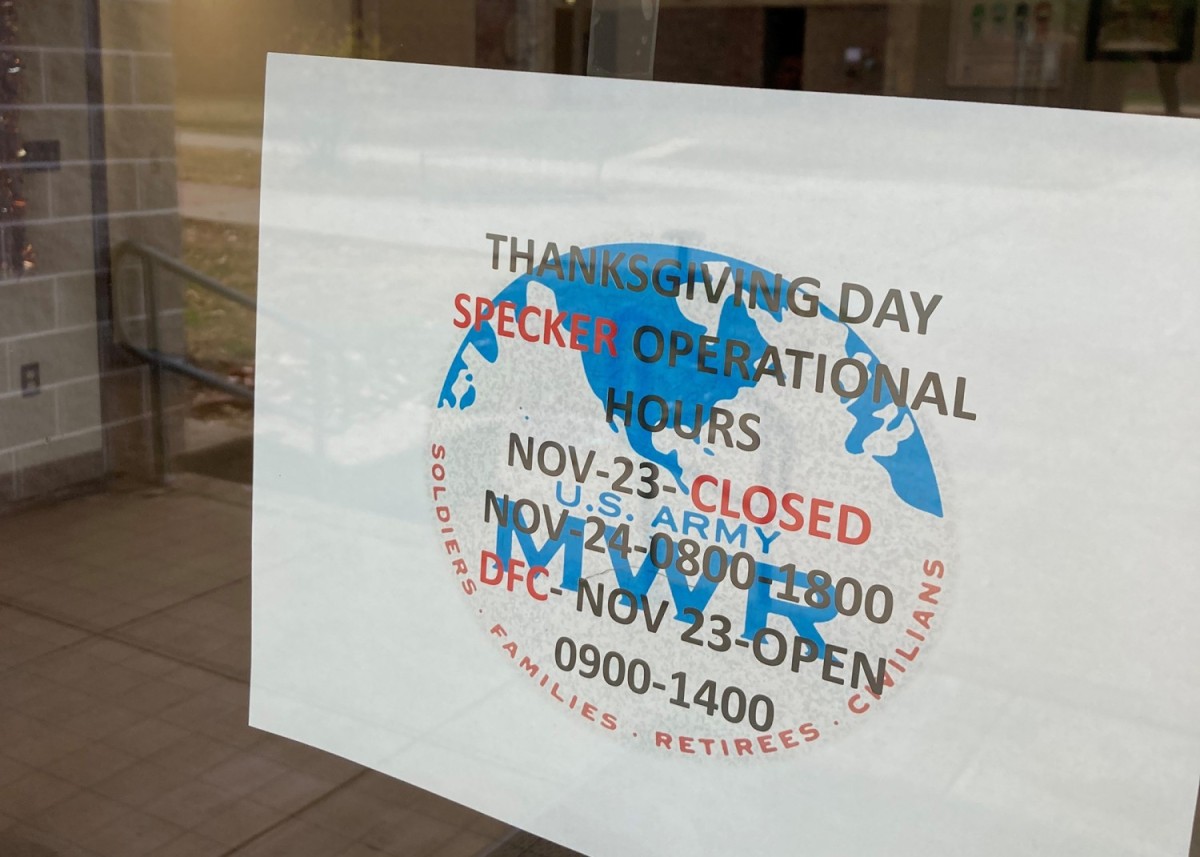 THANKSGIVING DAY
SPECKER OPERATIONAL
HOURS
NOV-23- CLOSED
U.S. ARMY
NOV-24-0800-1800
MWR
DFC- NOV 23-OPEN
0900-1400
SOLDIERS · FAMILIES · RETIREES · CIVILIANS